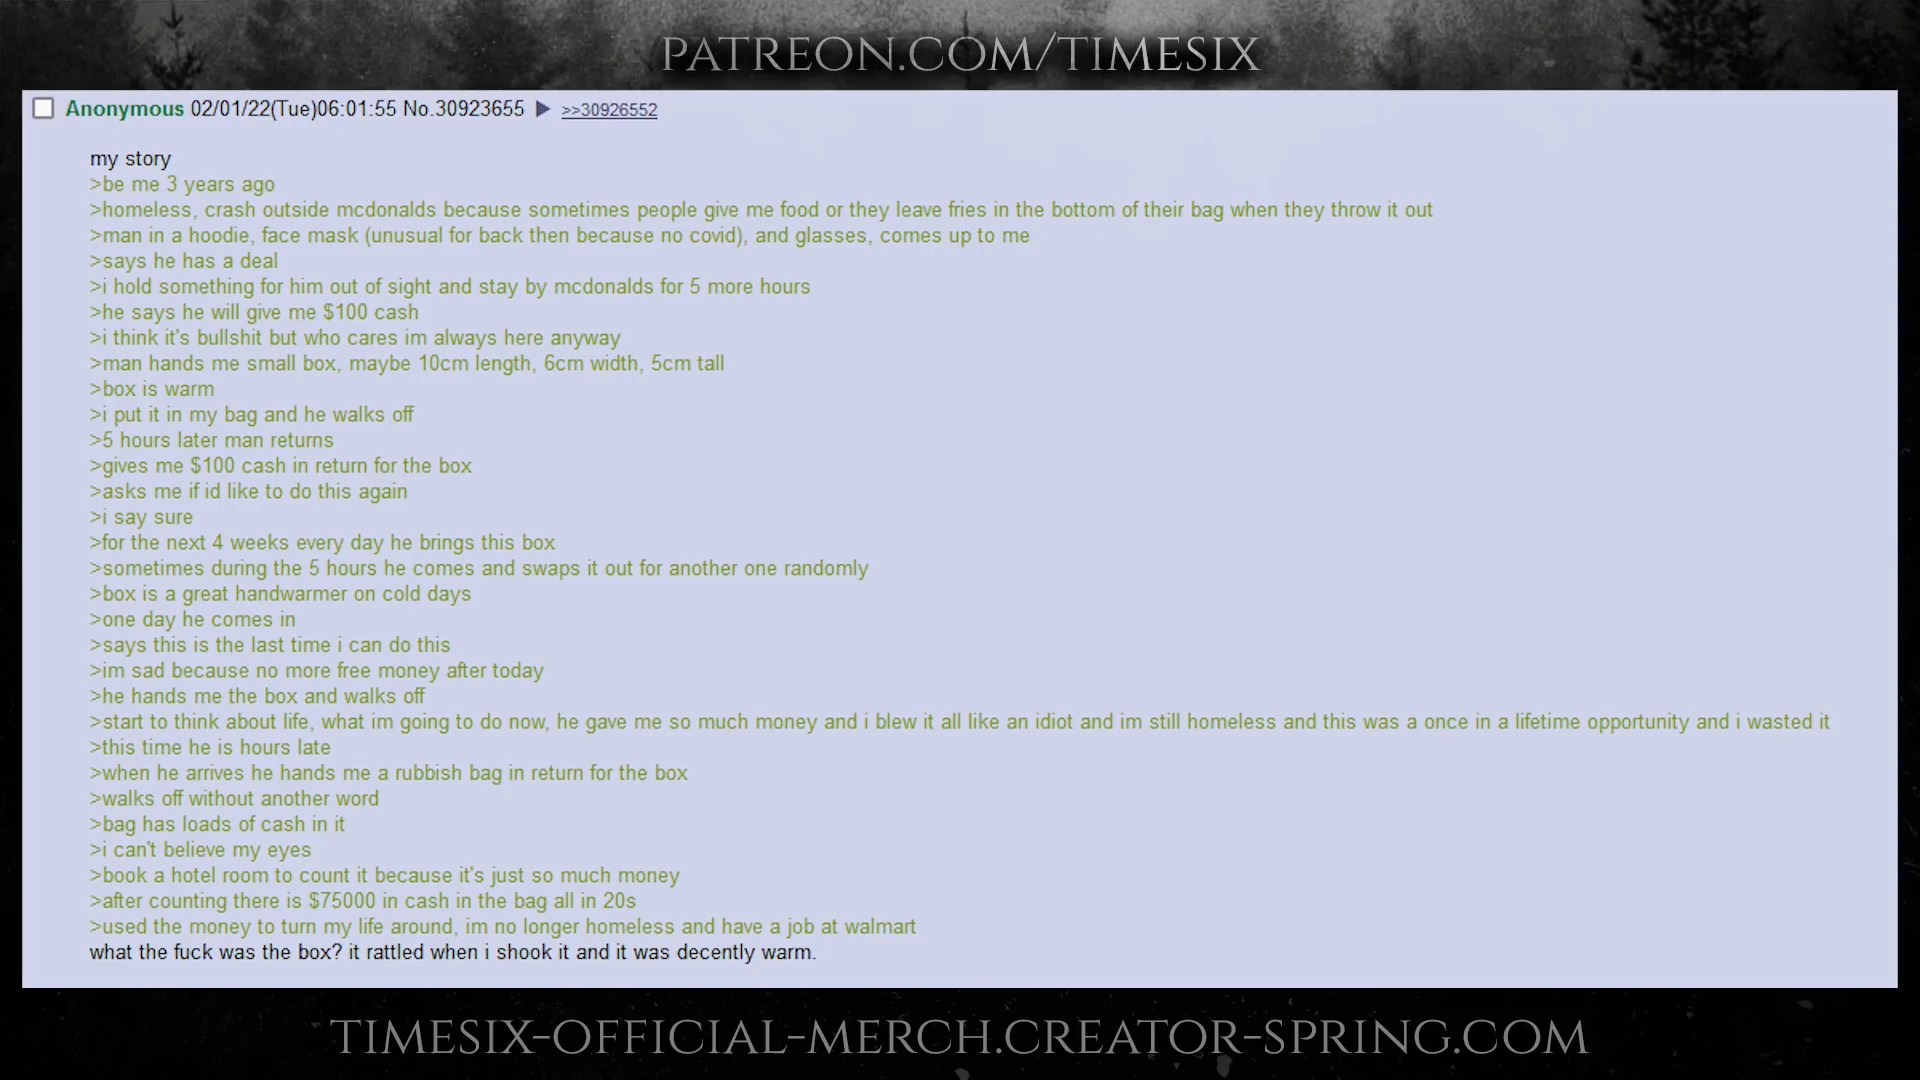 PATREON.COM/TIMESIX
Anonymous 02/01/22(Tue)06:01:55 No.30923655 ▶ >>30926552
my story
>be me 3 years ago
>homeless, crash outside mcdonalds because sometimes people give me food or they leave fries in the bottom of their bag when they throw it out
>man in a hoodie, face mask (unusual for back then because no covid), and glasses, comes up to me
>says he has a deal
>i hold something for him out of sight and stay by mcdonalds for 5 more hours
>he says he will give me $100 cash
>i think it's bullshit but who cares im always here anyway
>man hands me small box, maybe 10cm length, 6cm width, 5cm tall
>box is warm
>i put it in my bag and he walks off
>5 hours later man returns
>gives me $100 cash in return for the box
>asks me if id like to do this again
>i say sure
>for the next 4 weeks every day he brings this box
>sometimes during the 5 hours he comes and swaps it out for another one randomly
>box is a great handwarmer on cold days
>one day he comes in
>says this is the last time i can do this
>im sad because no more free money after today
>he hands me the box and walks off
>start to think about life, what im going to do now, he gave me so much money and i blew it all like an idiot and im still homeless and this was a once in a lifetime opportunity and i wasted it
>this time he is hours late
>when he arrives he hands me a rubbish bag in return for the box
>walks off without another word
>bag has loads of cash in it
>i can't believe my eyes
>book a hotel room to count it because it's just so much money
>after counting there is $75000 in cash in the bag all in 20s
>used the money to turn my life around, im no longer homeless and have a job at walmart
what the fuck was the box? it rattled when i shook it and it was decently warm.
TIMESIX-OFFICIAL-MERCH.CREATOR-SPRING.COM